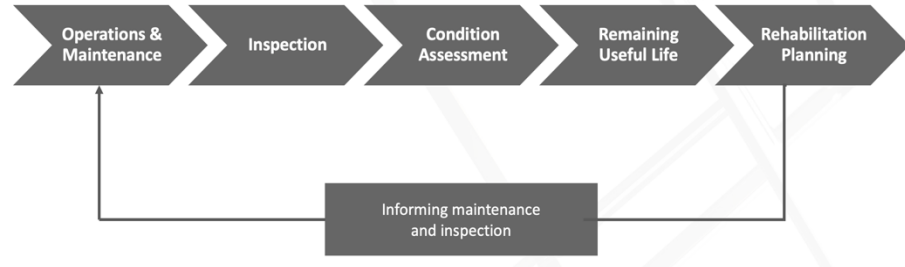 Operations &
Maintenance
Inspection
Condition
Assessment
Remaining
Useful Life
Rehabilitation
Planning
Informing maintenance
and inspection